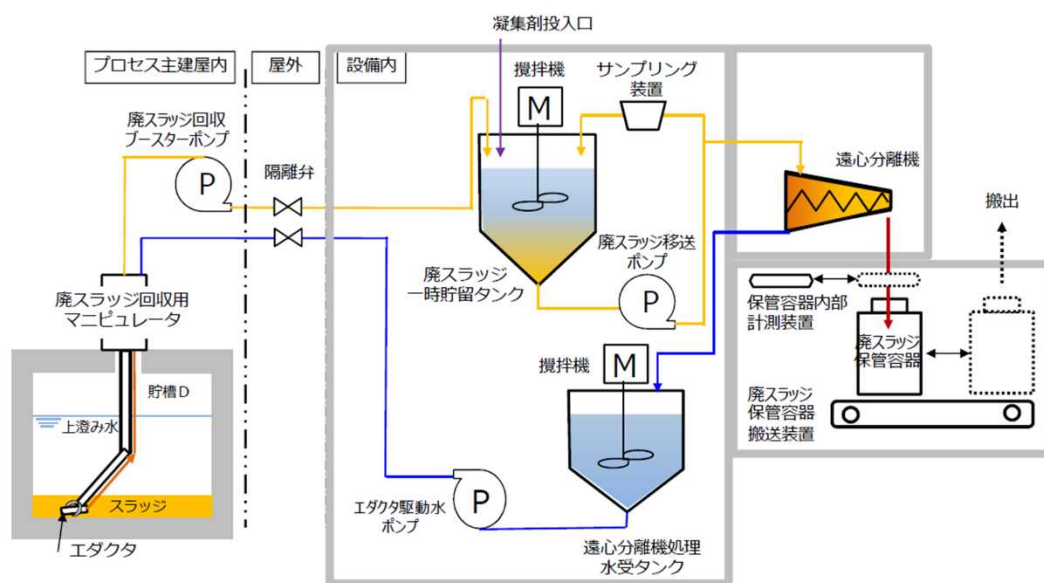 凝集剤投入口
プロセス主建屋内
屋外
設備内
攪拌機
M
サンプリング
装置
廃スラッジ回収
ブースターポンプ
P
隔離弁
遠心分離機
搬出
廃スラッジ移送
ポンプ
P
廃スラッジ
一時貯留タンク
廃スラッジ回収用
マニピュレータ
保管容器内部
計測装置
廃スラッジ
保管容器
攪拌機
M
貯槽D
上澄み水
廃スラッジ
保管容器
搬送装置
スラッジ
エダクタ駆動水
ポンプ
P
エダクタ
遠心分離機処理
水受タンク